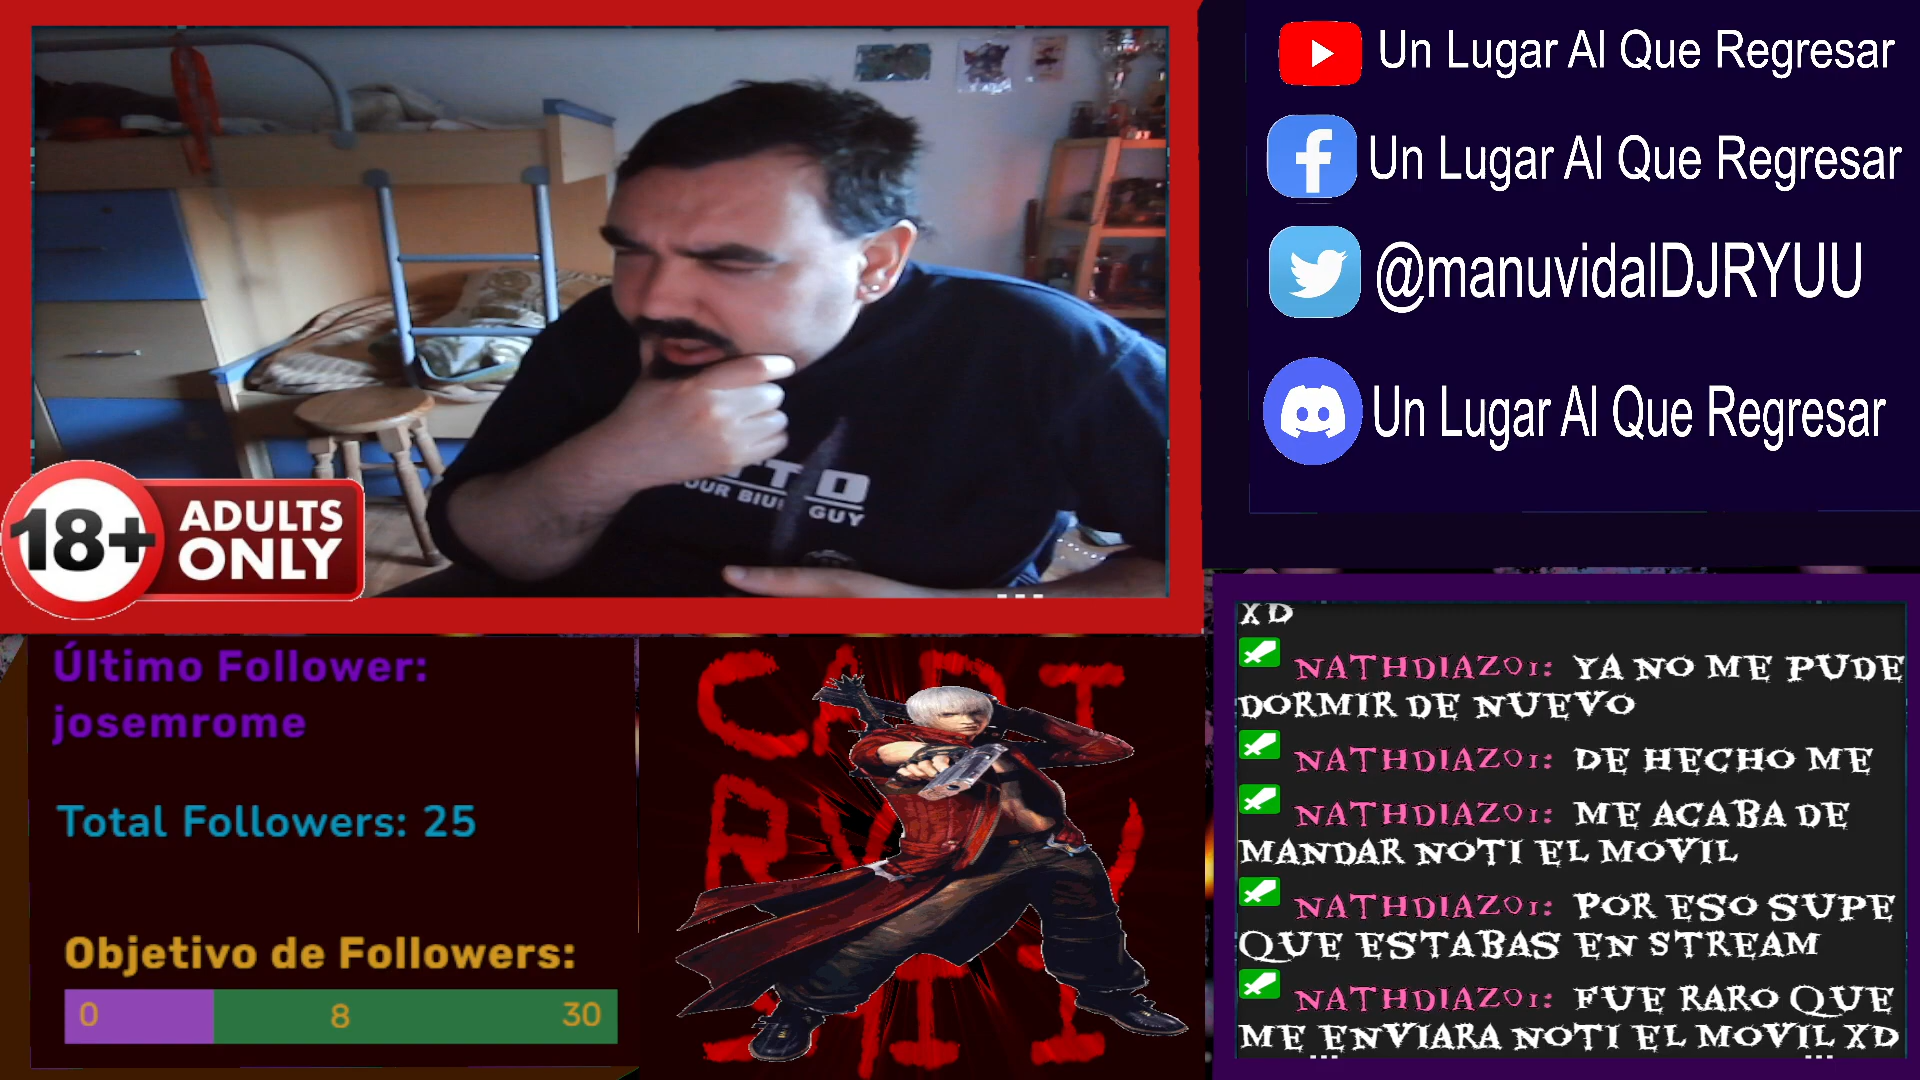 Un Lugar Al Que Regresar
Un Lugar Al Que Regresar
@manuvidalDJRYUU
Un Lugar Al Que Regresar
OUR
GUY
18+ ADULTS
ONLY
Último Follower:
josemrome
Total Followers: 25
Objetivo de Followers:
0 8 30
XD
NATHDIAZ01: YA NO ME PUDE
DORMIR DE NUEVO
NATHDIAZ01: DE HECHO ME
NATHDIAZ01: ME ACABA DE
MANDAR NOTI EL MOVIL
NATHDIAZ01: POR ESO SUPE
QUE ESTABAS EN STREAM
NATHDIAZ01: FUE RARO QUE
ME ENVIARA NOTI EL MOVIL XD